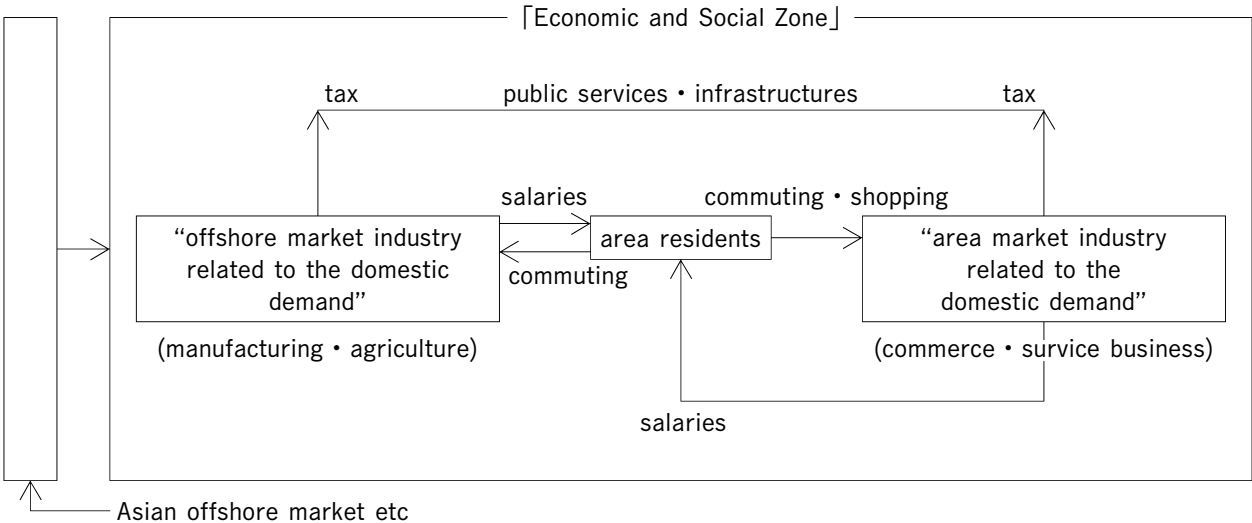 「Economic and Social Zone」
tax
public services・infrastructures
tax
salaries
commuting・shopping
“offshore market industry
related to the domestic
demand”
area residents
“area market industry
related to the
domestic demand”
commuting
(manufacturing・agriculture)
(commerce・survice business)
salaries
Asian offshore market etc